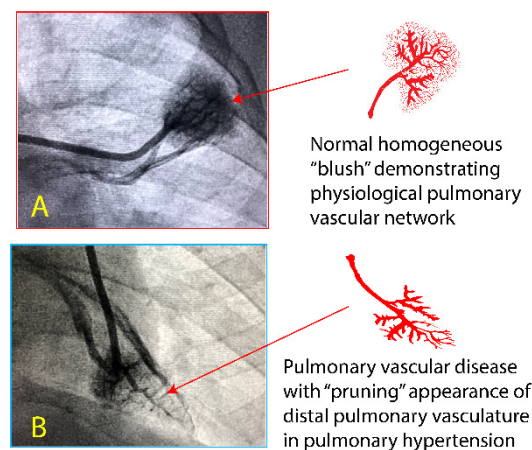 A
Normal homogeneous
“blush” demonstrating
physiological pulmonary
vascular network
B
Pulmonary vascular disease
with “pruning” appearance of
distal pulmonary vasculature
in pulmonary hypertension